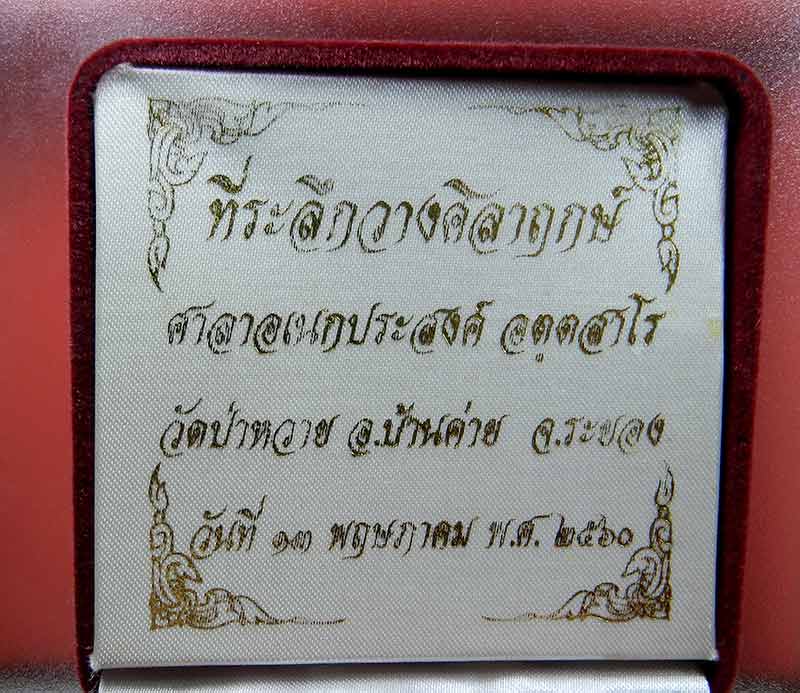 ที่ระลึกวางศิลาฤกษ์
ศาลาอเนกประสงค์ อตฺตสาโร
วัดป่าหวาย อ.บ้านค่าย จ.ระยอง
วันที่ ๑๓ พฤษภาคม พ.ศ. ๒๕๖๐